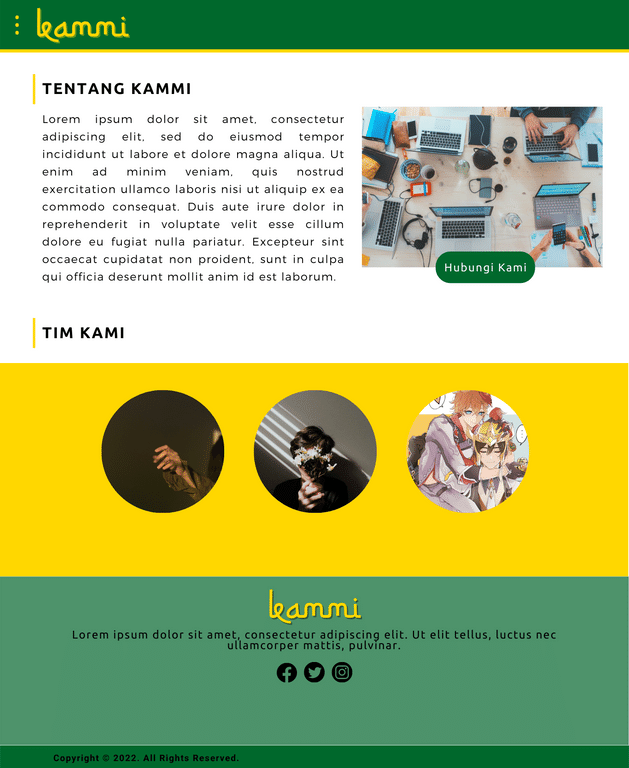 kammi
TENTANG KAMMI
Lorem ipsum dolor sit amet, consectetur
adipiscing elit, sed do eiusmod tempor
incididunt ut labore et dolore magna aliqua. Ut
enim ad minim veniam, quis nostrud
exercitation ullamco laboris nisi ut aliquip ex ea
commodo consequat. Duis aute irure dolor in
reprehenderit in voluptate velit esse cillum
dolore eu fugiat nulla pariatur. Excepteur sint
occaecat cupidatat non proident, sunt in culpa
qui officia deserunt mollit anim id est laborum.
Hubungi Kami
TIM KAMI
kammi
Lorem ipsum dolor sit amet, consectetur adipiscing elit. Ut elit tellus, luctus nec
ullamcorper mattis, pulvinar.
Copyright © 2022. All Rights Reserved.